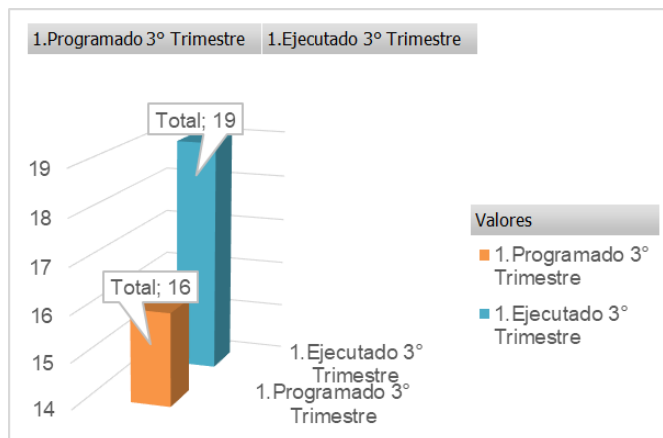 1.Programado 3° Trimestre 1.Ejecutado 3° Trimestre
Total; 19
19
18
17
16
15
14
Total; 16
1.Ejecutado 3°
Trimestre
1.Programado 3°
Trimestre
Valores
1.Programado 3°
Trimestre
1.Ejecutado 3°
Trimestre